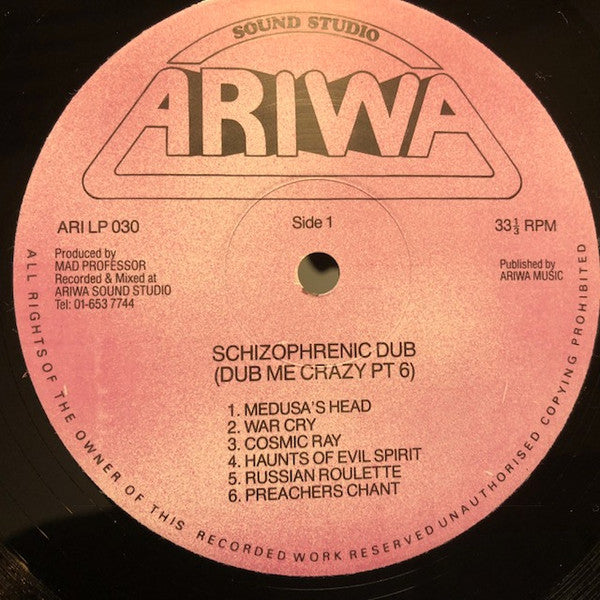 SOUND STUDIO
ARIWA
ARI LP 030
Side 1
33 1/3 RPM
Produced by
MAD PROFESSOR
Recorded & Mixed at
ARIWA SOUND STUDIO
Tel: 01-653 7744
Published by
ARIWA MUSIC
SCHIZOPHRENIC DUB
(DUB ME CRAZY PT 6)
1. MEDUSA'S HEAD
2. WAR CRY
3. COSMIC RAY
4. HAUNTS OF EVIL SPIRIT
5. RUSSIAN ROULETTE
6. PREACHERS CHANT
ALL RIGHTS OF THE OWNER OF THIS RECORDED WORK RESERVED UNAUTHORISED COPYING PROHIBITED